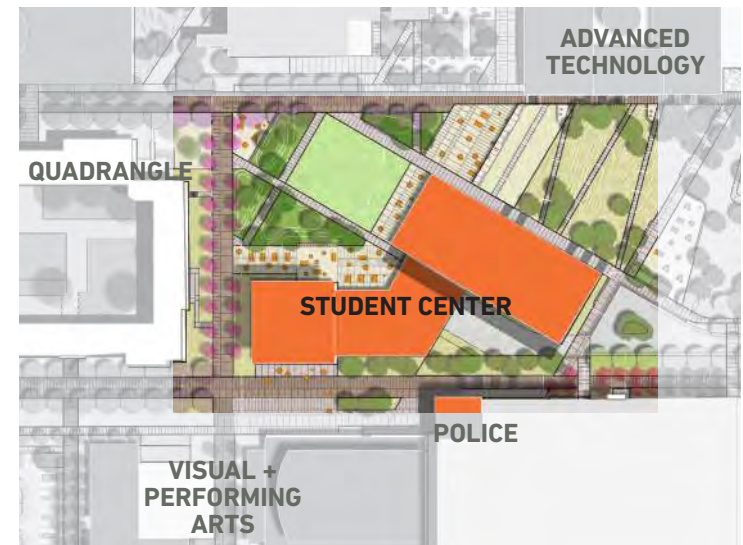 ADVANCED
TECHNOLOGY
QUADRANGLE
STUDENT CENTER
POLICE
VISUAL +
PERFORMING
ARTS